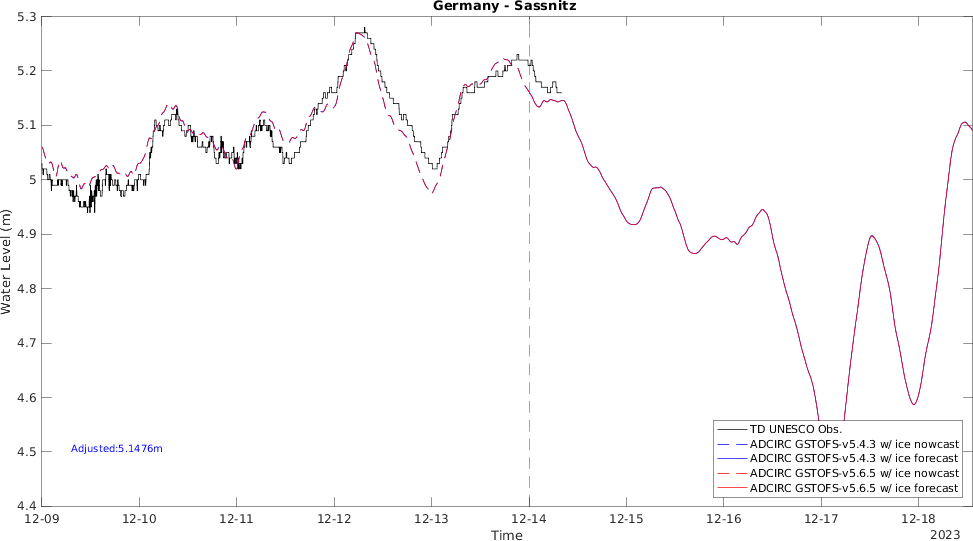 Germany - Sassnitz
5.3
5.2
5.1
5
4.9
4.8
4.7
4.6
4.5
4.4
Water Level (m)
Adjusted:5.1476m
TD UNESCO Obs.
ADCIRC GSTOFS-v5.4.3 w/ ice nowcast
ADCIRC GSTOFS-v5.4.3 w/ ice forecast
ADCIRC GSTOFS-v5.6.5 w/ ice nowcast
ADCIRC GSTOFS-v5.6.5 w/ ice forecast
12-09 12-10 12-11 12-12 12-13 12-14 12-15 12-16 12-17 12-18
Time
2023